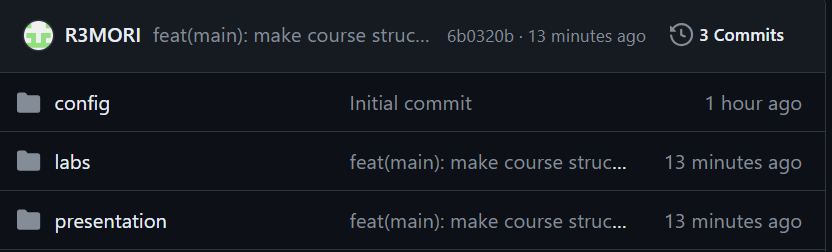 R3MORI feat(main): make course struc... 6b0320b · 13 minutes ago 3 Commits
config Initial commit 1 hour ago
labs feat(main): make course struc... 13 minutes ago
presentation feat(main): make course struc... 13 minutes ago